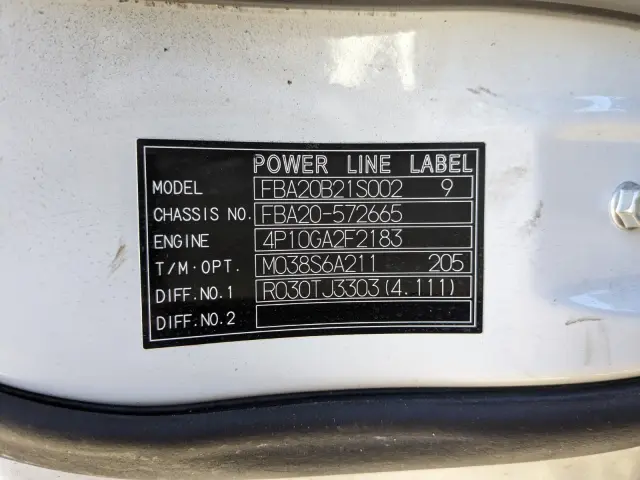 POWER LINE LABEL
MODEL FBA20B21S002 9
CHASSIS NO. FBA20-572665
ENGINE 4P10GA2F2183
T/M·OPT. M038S6A211 205
DIFF.NO.1 R030TJ3303(4.111)
DIFF.NO.2